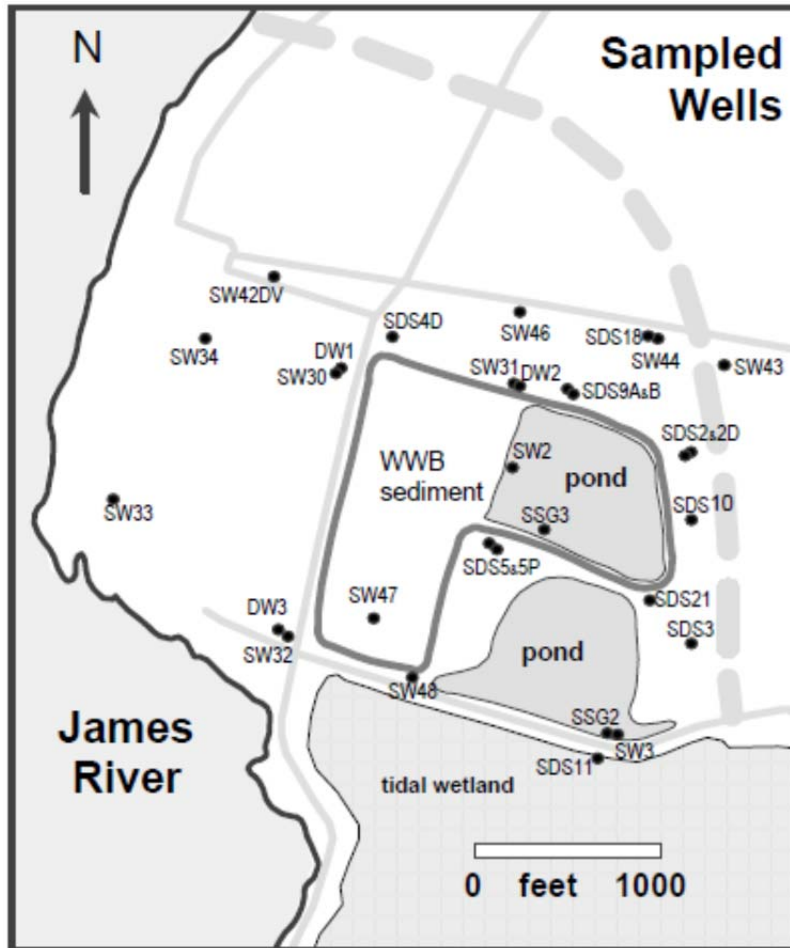 N
Sampled
Wells
SW42DV
SDS4D
SW46
SDS18
SW44
SW43
SW34
DW1
SW30
SW31
DW2
SDS9A&B
SDS2&2D
WWB
sediment
SW2
pond
SW33
SSG3
SDS10
SDS5&5P
SDS21
SW47
DW3
SW32
SDS3
pond
SW48
James
River
SSG2
SW3
SDS11
tidal wetland
0 feet 1000